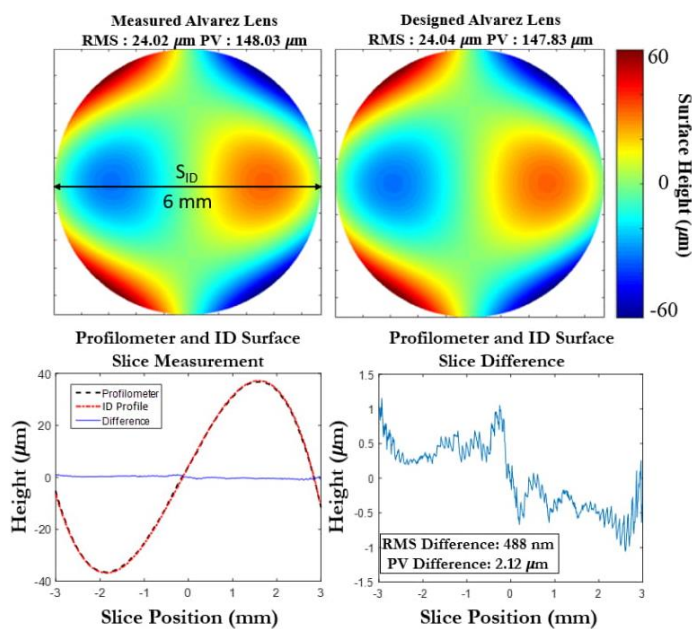 Measured Alvarez Lens
RMS : 24.02 μm PV : 148.03 μm
Designed Alvarez Lens
RMS : 24.04 μm PV : 147.83 μm
S_ID
6 mm
60
0
-60
Surface Height (μm)
Profilometer and ID Surface
Slice Measurement
40
20
0
-20
-40
-3
-2
-1
0
1
2
3
Height (μm)
Slice Position (mm)
Profilometer
ID Profile
Difference
Profilometer and ID Surface
Slice Difference
1.5
1
0.5
0
-0.5
-1
-1.5
-3
-2
-1
0
1
2
3
Height (μm)
Slice Position (mm)
RMS Difference: 488 nm
PV Difference: 2.12 μm